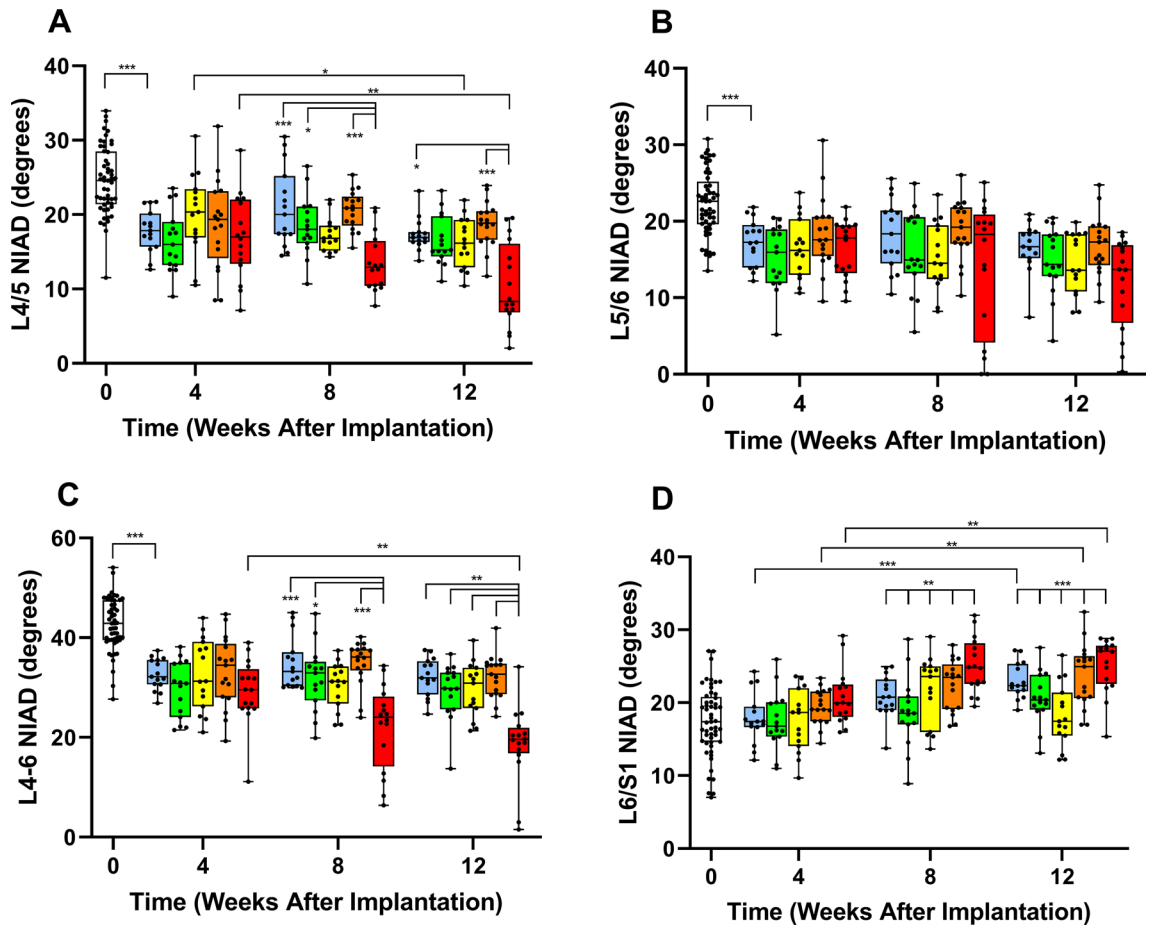 A
L4/5 NIAD (degrees)
40
30
20
10
0
***
*
**
***
*
***
*
***
0 4 8 12
Time (Weeks After Implantation)
B
L5/6 NIAD (degrees)
40
30
20
10
0
***
0 4 8 12
Time (Weeks After Implantation)
C
L4-6 NIAD (degrees)
60
40
20
0
***
**
***
*
***
**
0 4 8 12
Time (Weeks After Implantation)
D
L6/S1 NIAD (degrees)
40
30
20
10
0
**
**
***
**
***
0 4 8 12
Time (Weeks After Implantation)